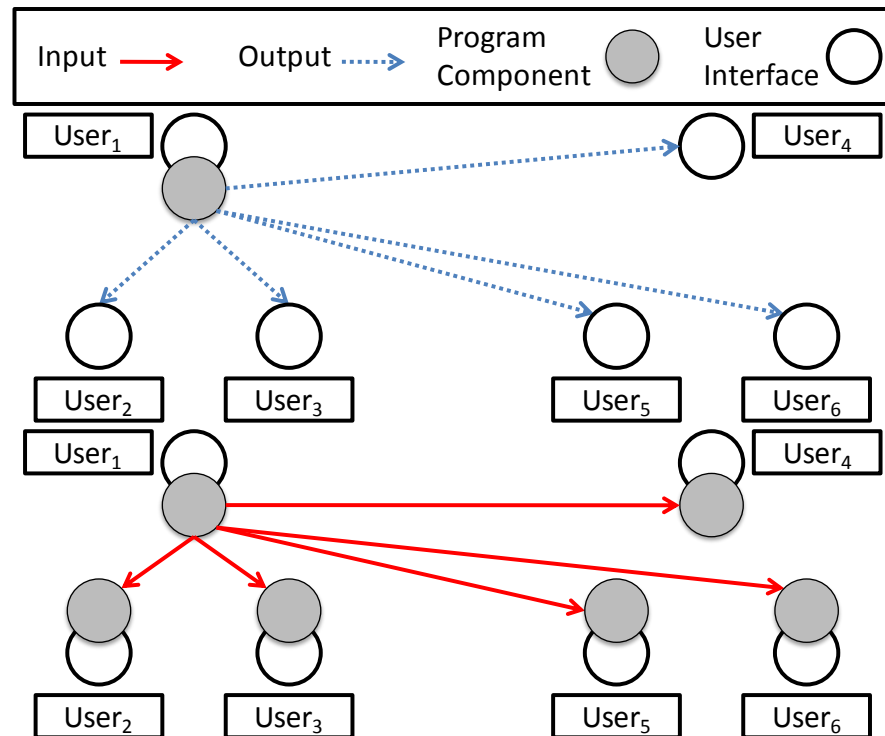 Input Output Program Component User Interface
User₁ User₄
User₂ User₃ User₅ User₆
User₁ User₄
User₂ User₃ User₅ User₆